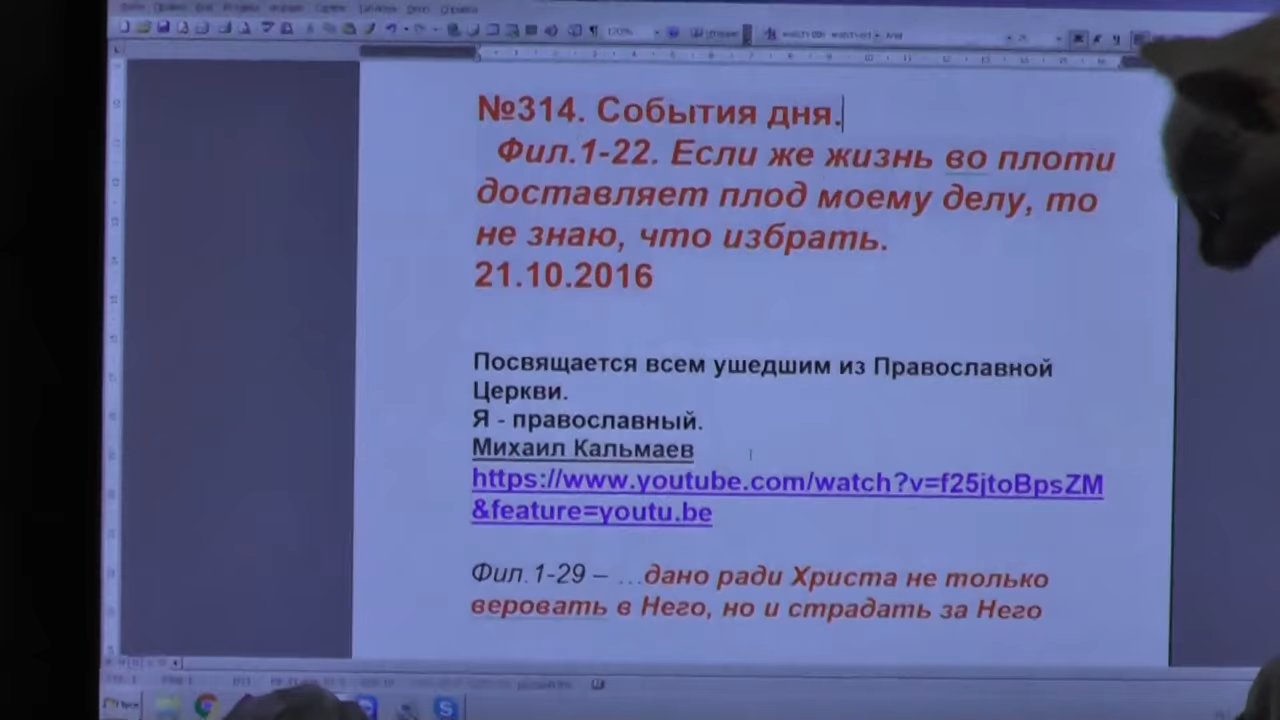 №314. События дня.
Фил.1-22. Если же жизнь во плоти
доставляет плод моему делу, то
не знаю, что избрать.
21.10.2016
Посвящается всем ушедшим из Православной
Церкви.
Я - православный.
Михаил Кальмаев
https://www.youtube.com/watch?v=f25jtoBpsZM
&feature=youtu.be
Фил.1-29 – …дано ради Христа не только
веровать в Него, но и страдать за Него